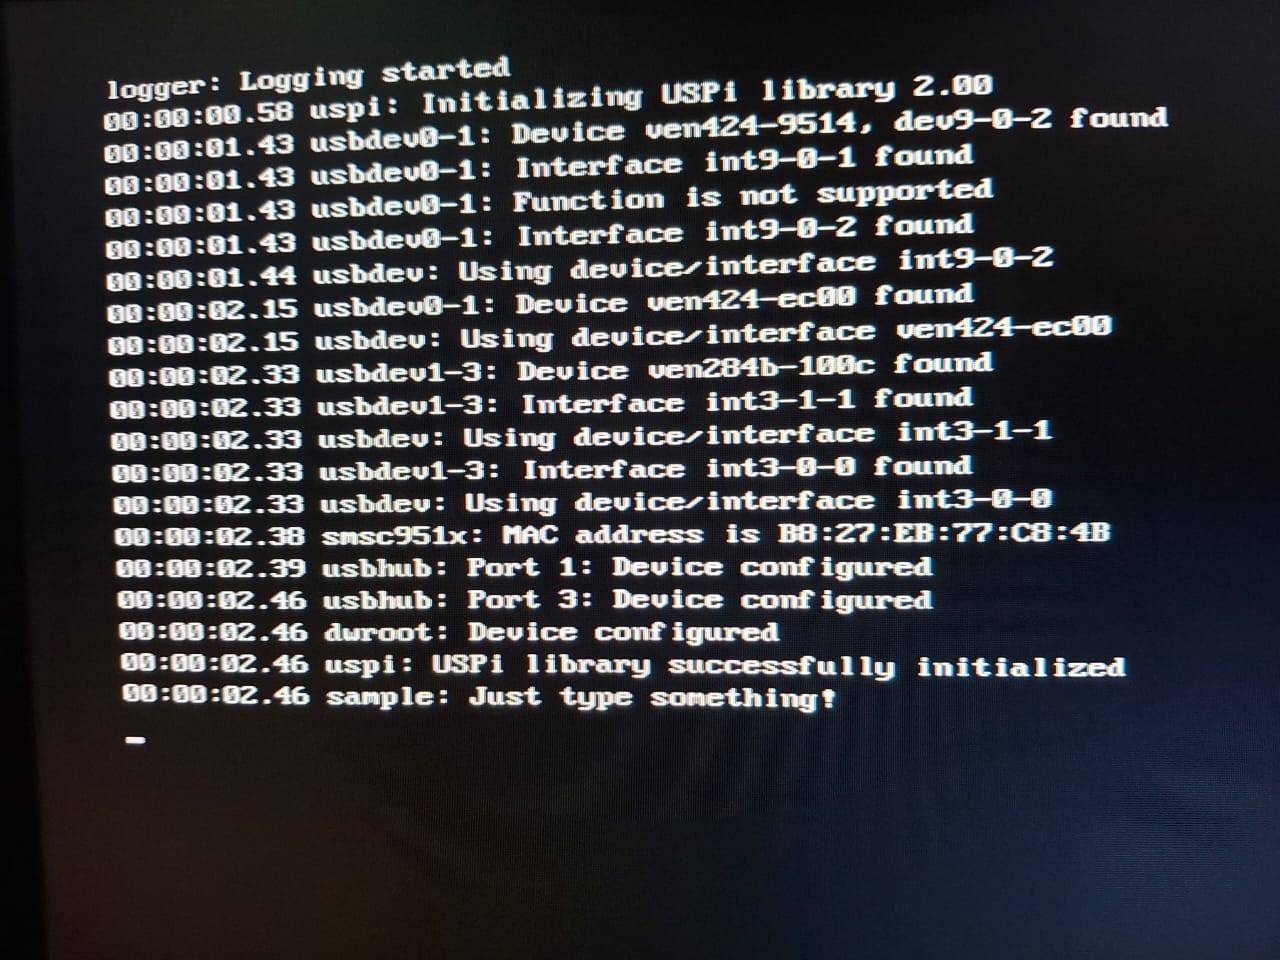 logger: Logging started
00:00:00.58 uspi: Initializing USPi library 2.00
00:00:01.43 usbdev0-1: Device ven424-9514, dev9-0-2 found
00:00:01.43 usbdev0-1: Interface int9-0-1 found
00:00:01.43 usbdev0-1: Function is not supported
00:00:01.43 usbdev0-1: Interface int9-0-2 found
00:00:01.44 usbdev: Using device/interface int9-0-2
00:00:02.15 usbdev0-1: Device ven424-ec00 found
00:00:02.15 usbdev: Using device/interface ven424-ec00
00:00:02.33 usbdev1-3: Device ven284b-100c found
00:00:02.33 usbdev1-3: Interface int3-1-1 found
00:00:02.33 usbdev: Using device/interface int3-1-1
00:00:02.33 usbdev1-3: Interface int3-0-0 found
00:00:02.33 usbdev: Using device/interface int3-0-0
00:00:02.38 smsc951x: MAC address is B8:27:EB:77:C8:4B
00:00:02.39 usbhub: Port 1: Device configured
00:00:02.46 usbhub: Port 3: Device configured
00:00:02.46 dwroot: Device configured
00:00:02.46 uspi: USPi library successfully initialized
00:00:02.46 sample: Just type something!